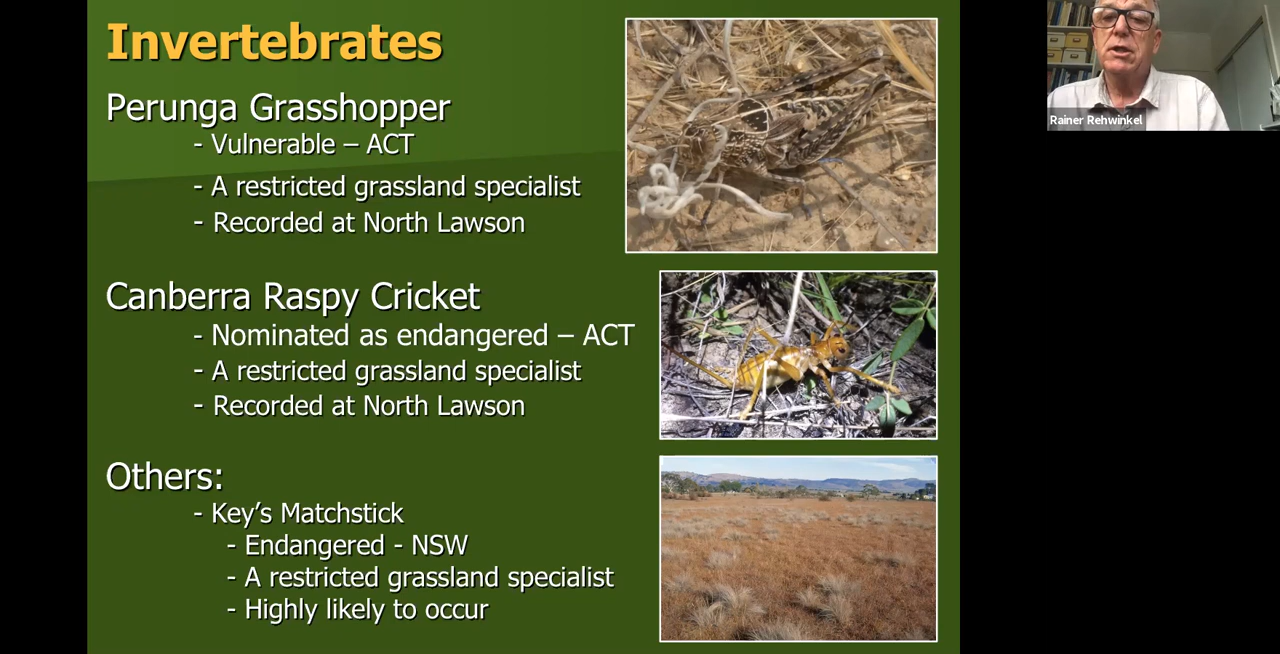 Invertebrates
Perunga Grasshopper
- Vulnerable – ACT
- A restricted grassland specialist
- Recorded at North Lawson
Canberra Raspy Cricket
- Nominated as endangered – ACT
- A restricted grassland specialist
- Recorded at North Lawson
Others:
- Key’s Matchstick
- Endangered - NSW
- A restricted grassland specialist
- Highly likely to occur
Rainer Rehwinkel